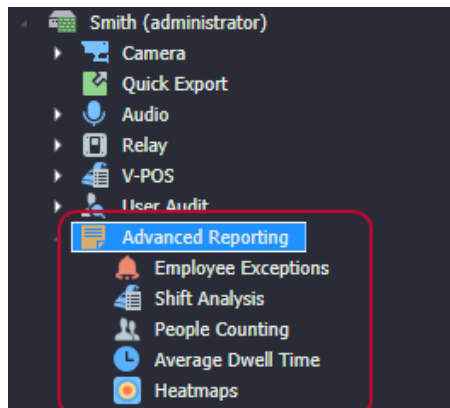 Smith (administrator)
Camera
Quick Export
Audio
Relay
V-POS
User Audit
Advanced Reporting
Employee Exceptions
Shift Analysis
People Counting
Average Dwell Time
Heatmaps